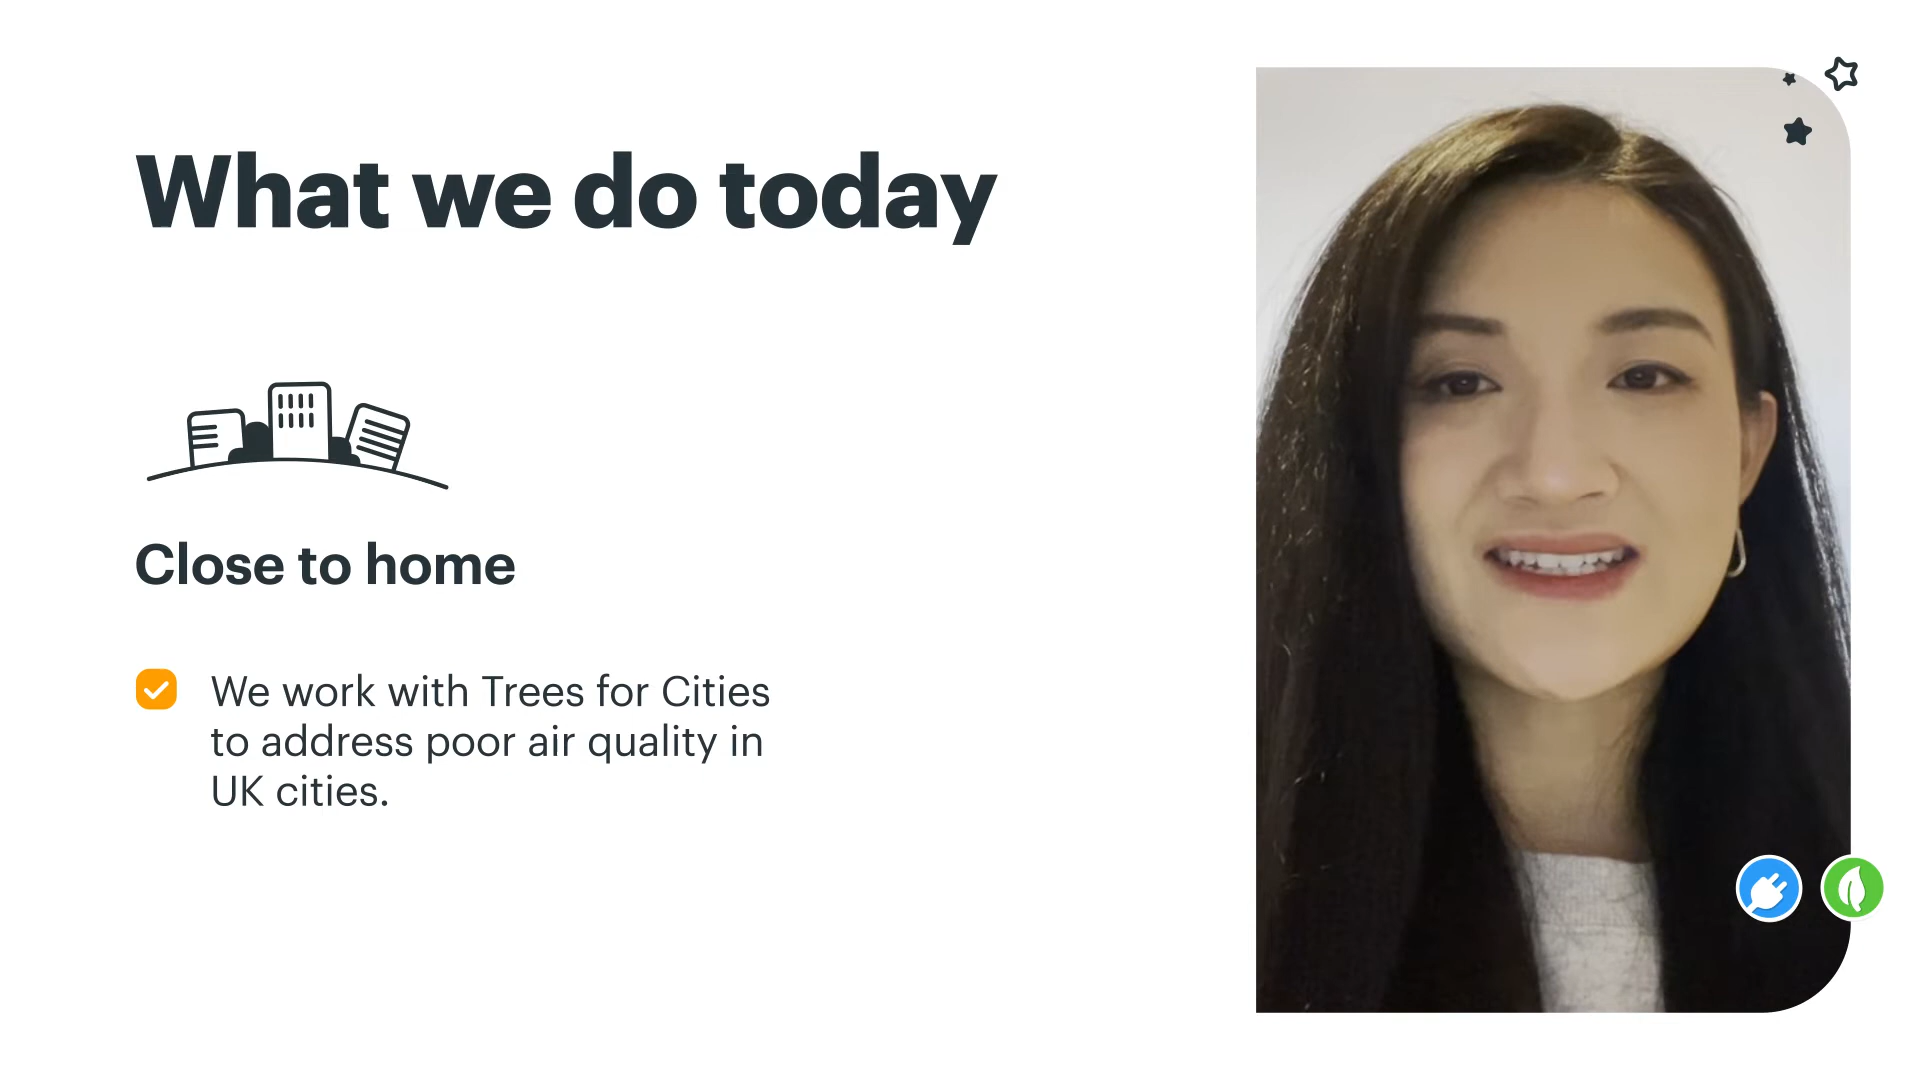 What we do today
Close to home
We work with Trees for Cities
to address poor air quality in
UK cities.